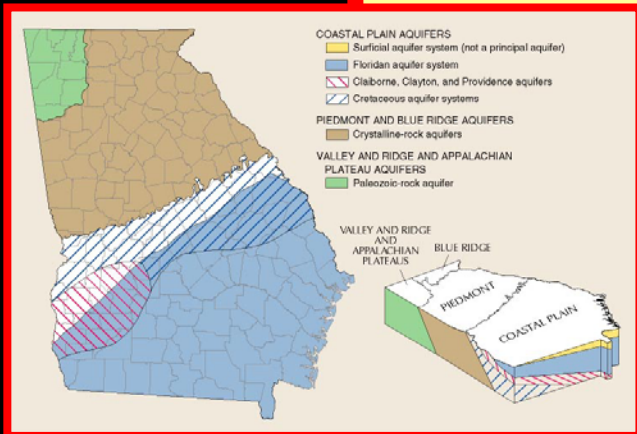 COASTAL PLAIN AQUIFERS
Surficial aquifer system (not a principal aquifer)
Floridan aquifer system
Claiborne, Clayton, and Providence aquifers
Cretaceous aquifer systems
PIEDMONT AND BLUE RIDGE AQUIFERS
Crystalline-rock aquifers
VALLEY AND RIDGE AND APPALACHIAN
PLATEAU AQUIFERS
Paleozoic-rock aquifer
VALLEY AND RIDGE
AND
APPALACHIAN
PLATEAUS
BLUE RIDGE
PIEDMONT
COASTAL PLAIN